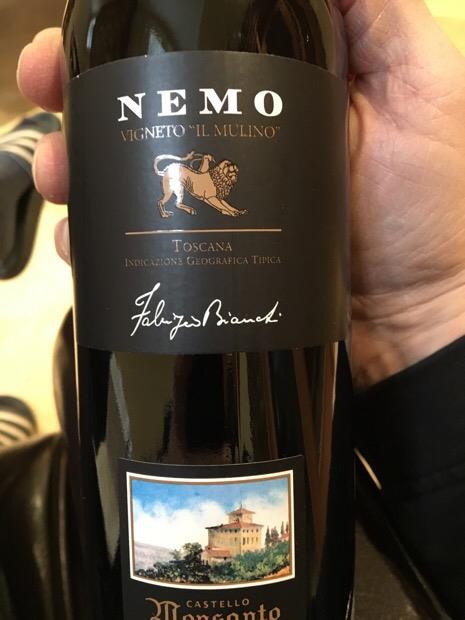 NEMO
VIGNETO "IL MULINO"
TOSCANA
INDICAZIONE GEOGRAFICA TIPICA
Fabrizio Bianchi
CASTELLO
Monsanto